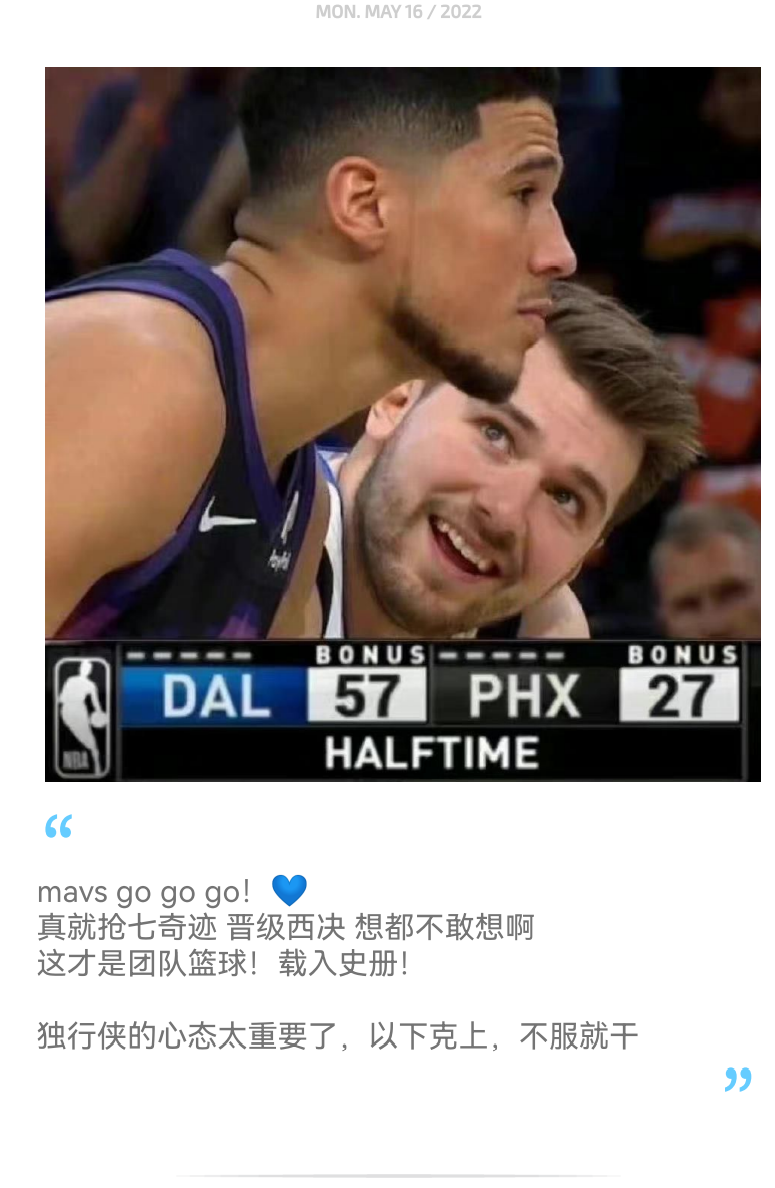 MON. MAY 16 / 2022
BONUS BONUS
DAL 57 PHX 27
NBA
HALFTIME
“
mavs go go go！💙
真就抢七奇迹 晋级西决 想都不敢想啊
这才是团队篮球！载入史册！
独行侠的心态太重要了，以下克上，不服就干
”